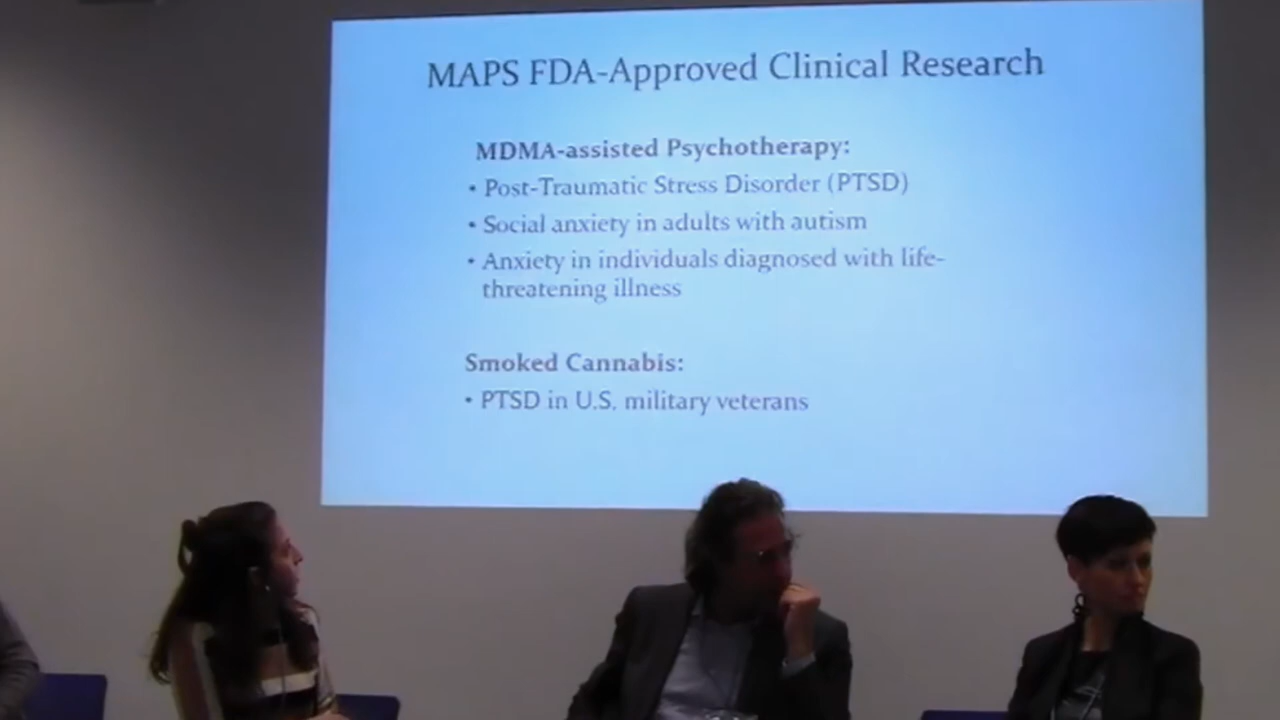 MAPS FDA-Approved Clinical Research
MDMA-assisted Psychotherapy:
• Post-Traumatic Stress Disorder (PTSD)
• Social anxiety in adults with autism
• Anxiety in individuals diagnosed with life-
threatening illness
Smoked Cannabis:
• PTSD in U.S. military veterans